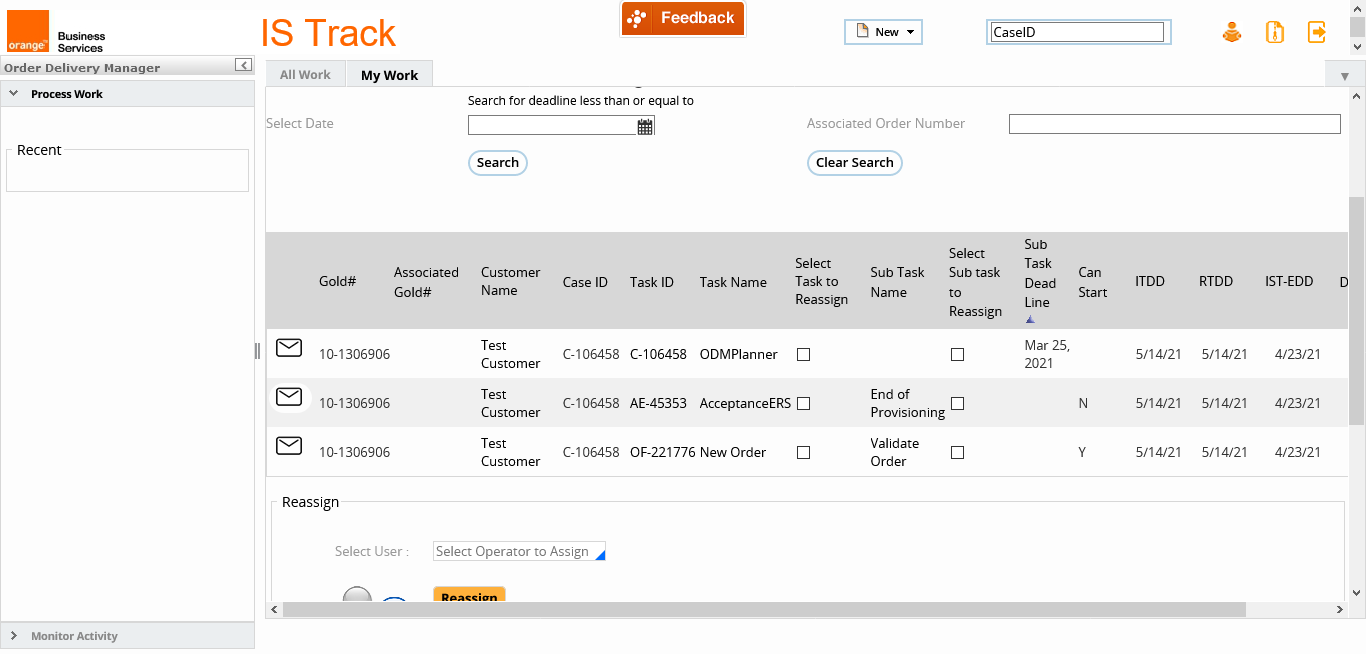 orange™
Business
Services
IS Track
Feedback
New
CaseID
Order Delivery Manager
All Work
My Work
Process Work
Recent
Monitor Activity
Search for deadline less than or equal to
Select Date
Associated Order Number
Search
Clear Search
Gold#
Associated
Gold#
Customer
Name
Case ID
Task ID
Task Name
Select
Task to
Reassign
Sub Task
Name
Select
Sub task
to
Reassign
Sub
Task
Dead
Line
Can
Start
ITDD
RTDD
IST-EDD
D
10-1306906 Test Customer C-106458 C-106458 ODMPlanner Mar 25, 2021 5/14/21 5/14/21 4/23/21
10-1306906 Test Customer C-106458 AE-45353 AcceptanceERS End of Provisioning N 5/14/21 5/14/21 4/23/21
10-1306906 Test Customer C-106458 OF-221776 New Order Validate Order Y 5/14/21 5/14/21 4/23/21
Reassign
Select User :
Select Operator to Assign
Reassign